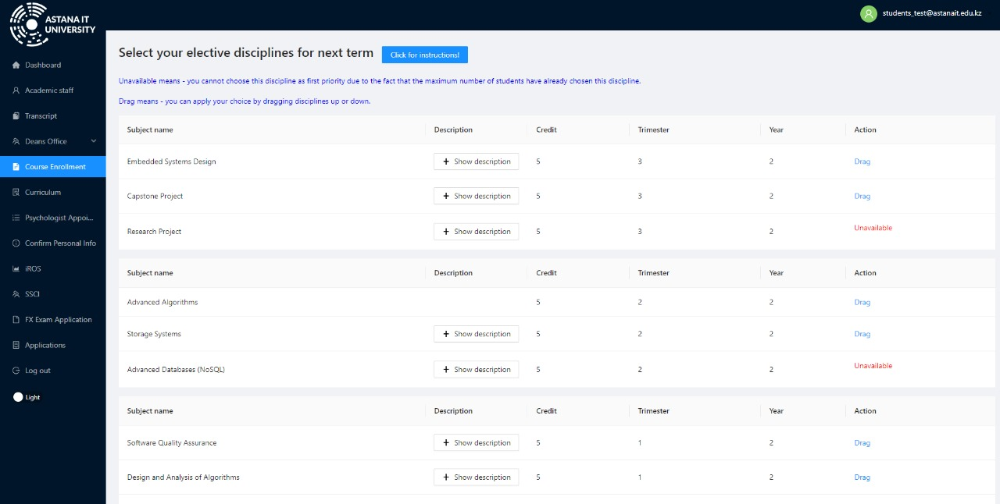 ASTANA IT
UNIVERSITY
students_test@astanait.edu.kz
Dashboard
Academic staff
Transcript
Deans Office
Course Enrollment
Curriculum
Psychologist Appoi...
Confirm Personal Info
iROS
SSCI
FX Exam Application
Applications
Log out
Light
Select your elective disciplines for next term Click for instructions!
Unavailable means - you cannot choose this discipline as first priority due to the fact that the maximum number of students have already chosen this discipline.
Drag means - you can apply your choice by dragging disciplines up or down.
Subject name Description Credit Trimester Year Action
Embedded Systems Design + Show description 5 3 2 Drag
Capstone Project + Show description 5 3 2 Drag
Research Project + Show description 5 3 2 Unavailable
Subject name Description Credit Trimester Year Action
Advanced Algorithms 5 2 2 Drag
Storage Systems + Show description 5 2 2 Drag
Advanced Databases (NoSQL) + Show description 5 2 2 Unavailable
Subject name Description Credit Trimester Year Action
Software Quality Assurance + Show description 5 1 2 Drag
Design and Analysis of Algorithms + Show description 5 1 2 Drag